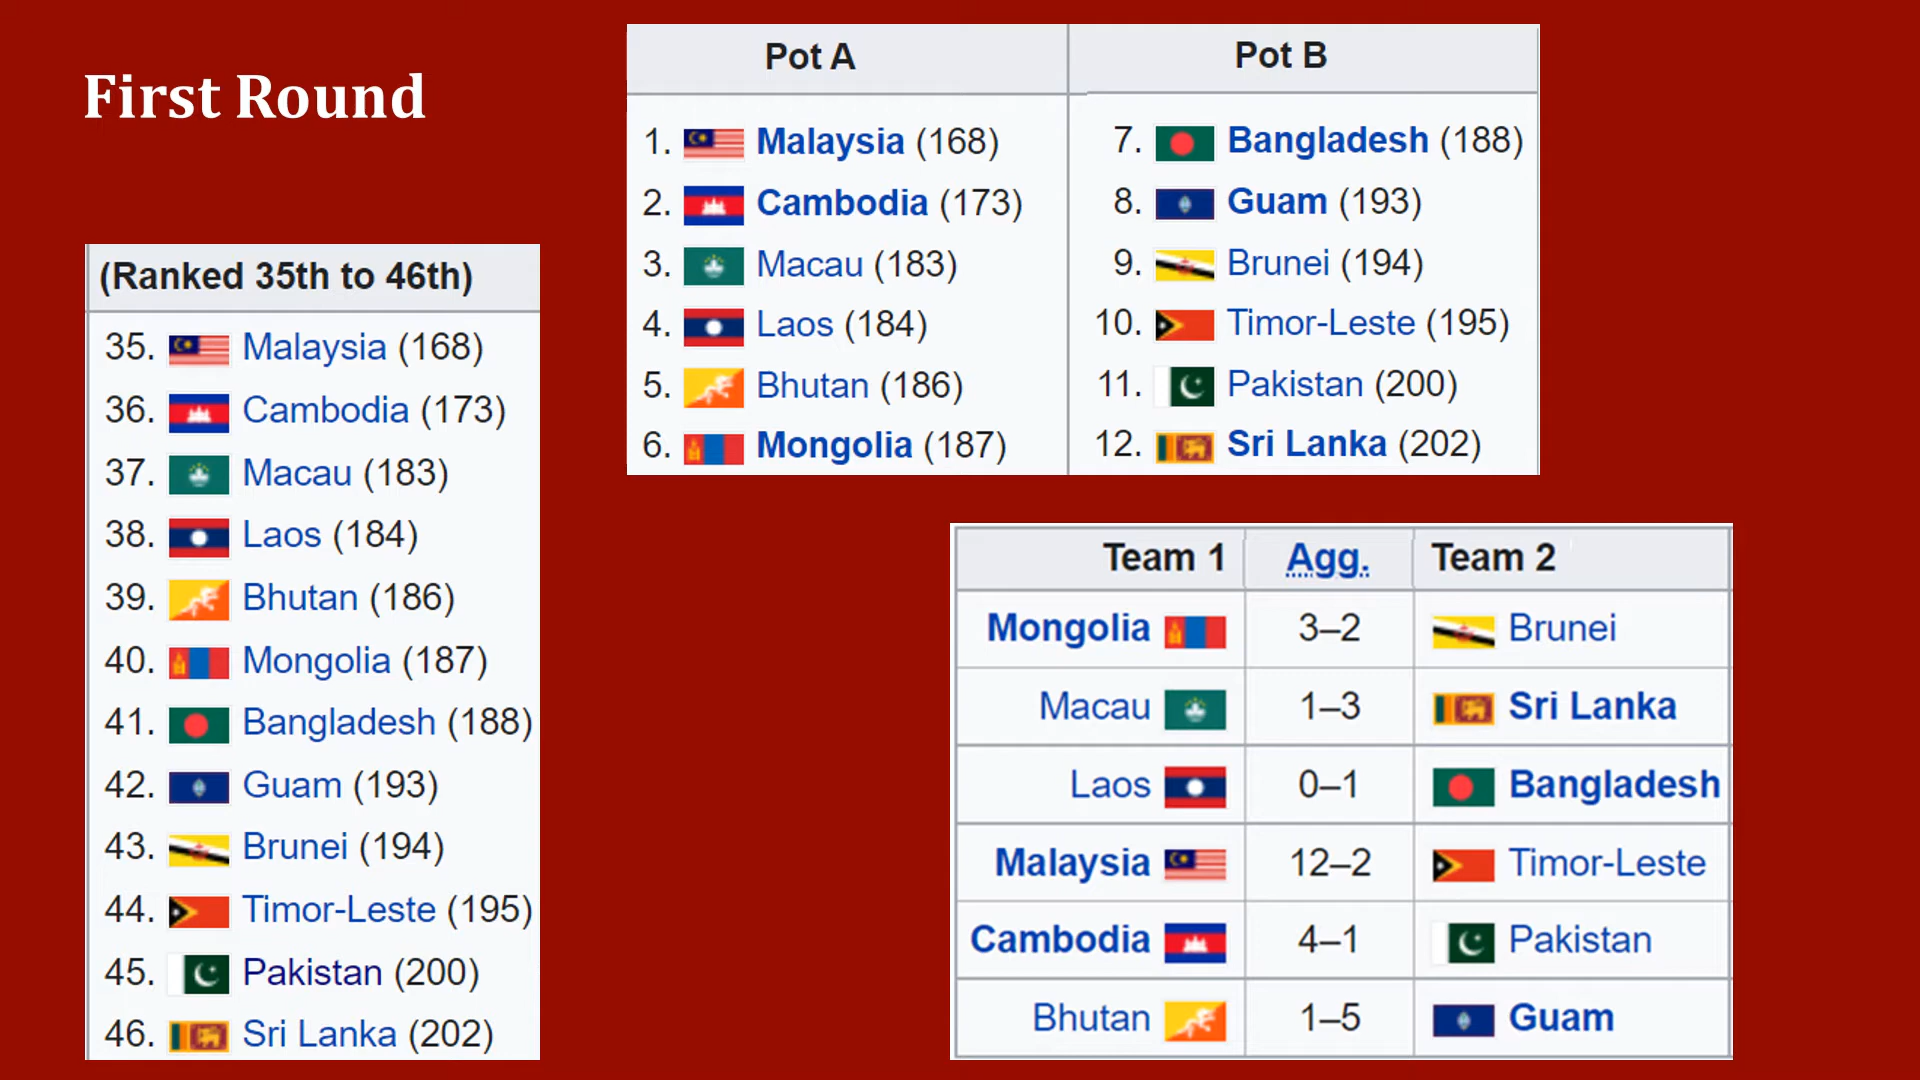 First Round
(Ranked 35th to 46th)
35. Malaysia (168)
36. Cambodia (173)
37. Macau (183)
38. Laos (184)
39. Bhutan (186)
40. Mongolia (187)
41. Bangladesh (188)
42. Guam (193)
43. Brunei (194)
44. Timor-Leste (195)
45. Pakistan (200)
46. Sri Lanka (202)
Pot A Pot B
1. Malaysia (168) 7. Bangladesh (188)
2. Cambodia (173) 8. Guam (193)
3. Macau (183) 9. Brunei (194)
4. Laos (184) 10. Timor-Leste (195)
5. Bhutan (186) 11. Pakistan (200)
6. Mongolia (187) 12. Sri Lanka (202)
Team 1 Agg. Team 2
Mongolia 3–2 Brunei
Macau 1–3 Sri Lanka
Laos 0–1 Bangladesh
Malaysia 12–2 Timor-Leste
Cambodia 4–1 Pakistan
Bhutan 1–5 Guam